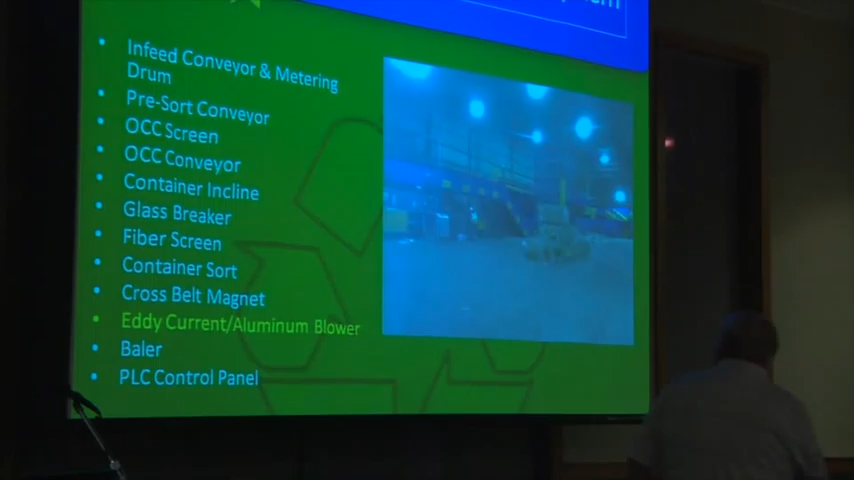 Infeed Conveyor & Metering
Drum
Pre-Sort Conveyor
OCC Screen
OCC Conveyor
Container Incline
Glass Breaker
Fiber Screen
Container Sort
Cross Belt Magnet
Eddy Current/Aluminum Blower
Baler
PLC Control Panel